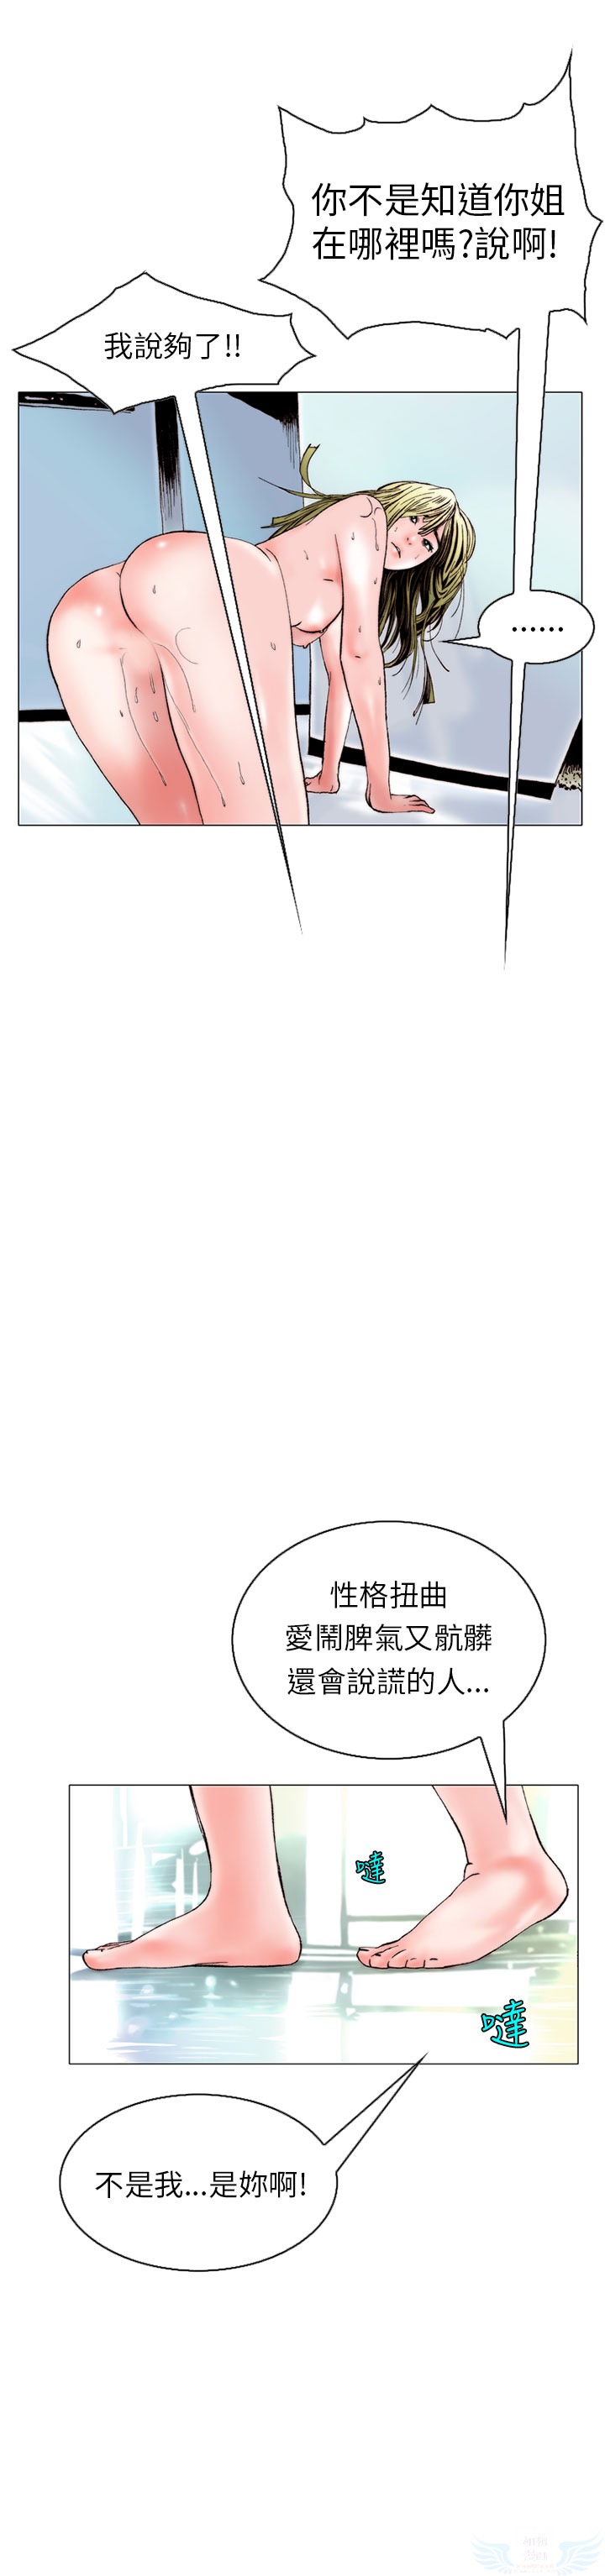 你不是知道你姐
在哪裡嗎?說啊!
我說夠了!!
......
性格扭曲
愛鬧脾氣又骯髒
還會說謊的人...
噠
噠
不是我...是妳啊!